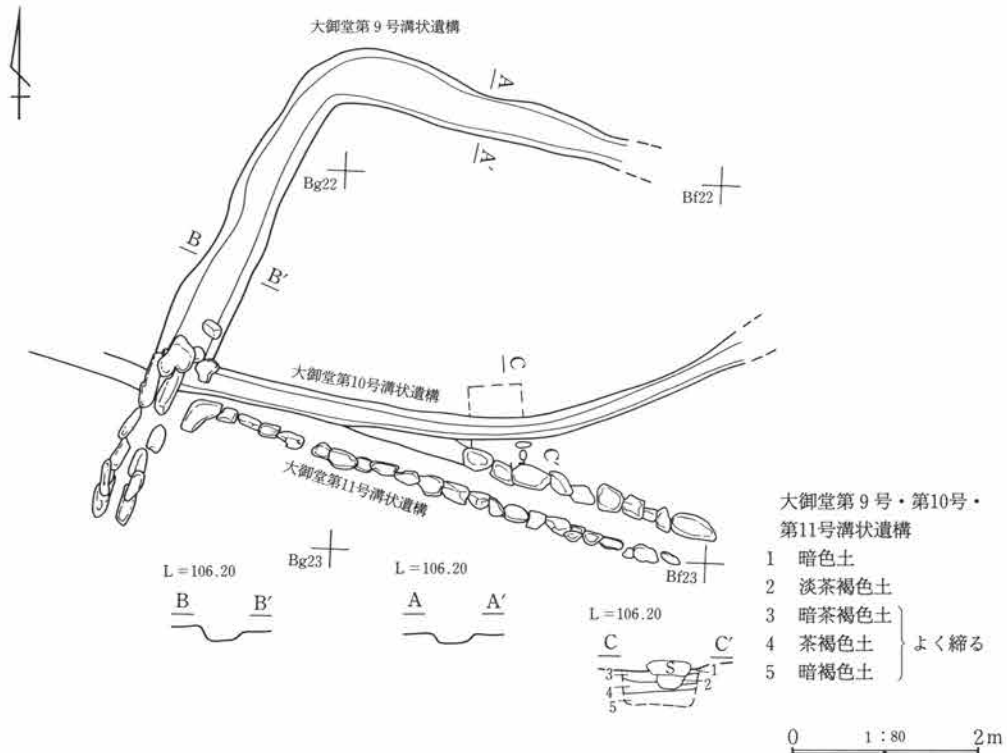 大御堂第9号溝状遺構
A
A'
Bg22
Bf22
B
B'
大御堂第10号溝状遺構
C
C'
大御堂第11号溝状遺構
Bg23
Bf23
L=106.20
B B'
L=106.20
A A'
L=106.20
C C'
S
1
2
3
4
5
大御堂第9号・第10号・
第11号溝状遺構
1 暗色土
2 淡茶褐色土
3 暗茶褐色土
4 茶褐色土
5 暗褐色土
よく締る
0 1:80 2m